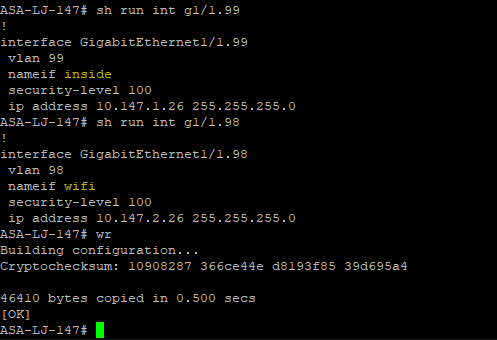 ASA-LJ-147# sh run int g1/1.99
!
interface GigabitEthernet1/1.99
 vlan 99
 nameif inside
 security-level 100
 ip address 10.147.1.26 255.255.255.0
ASA-LJ-147# sh run int g1/1.98
!
interface GigabitEthernet1/1.98
 vlan 98
 nameif wifi
 security-level 100
 ip address 10.147.2.26 255.255.255.0
ASA-LJ-147# wr
Building configuration...
Cryptochecksum: 10908287 366ce44e d8193f85 39d695a4

46410 bytes copied in 0.500 secs
[OK]
ASA-LJ-147#